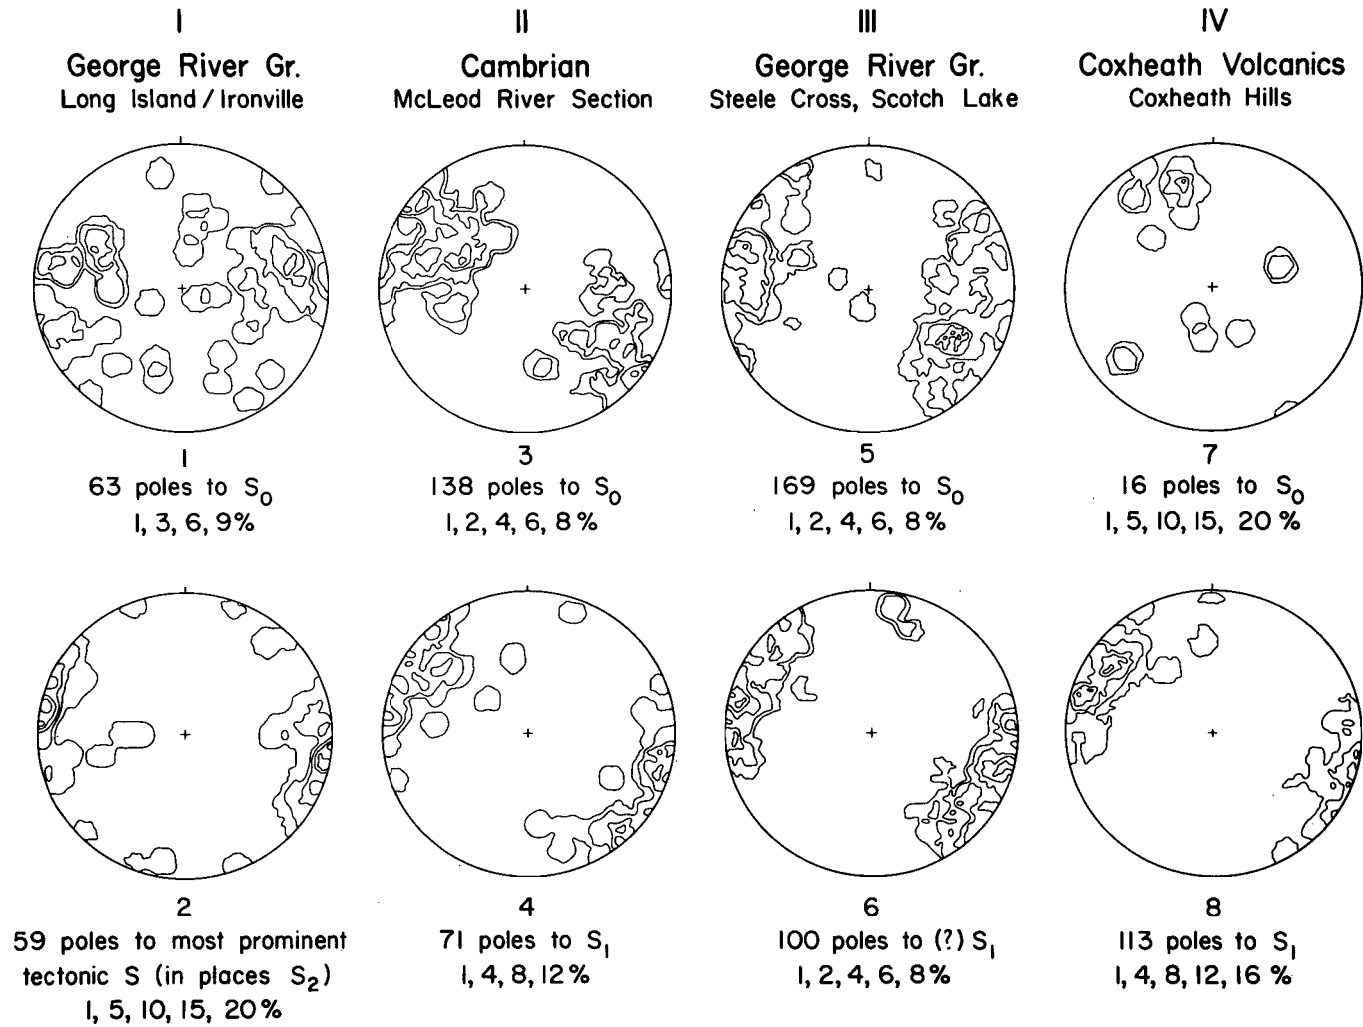 I
George River Gr.
Long Island / Ironville
II
Cambrian
McLeod River Section
III
George River Gr.
Steele Cross, Scotch Lake
IV
Coxheath Volcanics
Coxheath Hills
1
63 poles to S₀
1, 3, 6, 9%
3
138 poles to S₀
1, 2, 4, 6, 8%
5
169 poles to S₀
1, 2, 4, 6, 8%
7
16 poles to S₀
1, 5, 10, 15, 20 %
2
59 poles to most prominent
tectonic S (in places S₂)
1, 5, 10, 15, 20%
4
71 poles to S₁
1, 4, 8, 12%
6
100 poles to (?) S₁
1, 2, 4, 6, 8%
8
113 poles to S₁
1, 4, 8, 12, 16 %